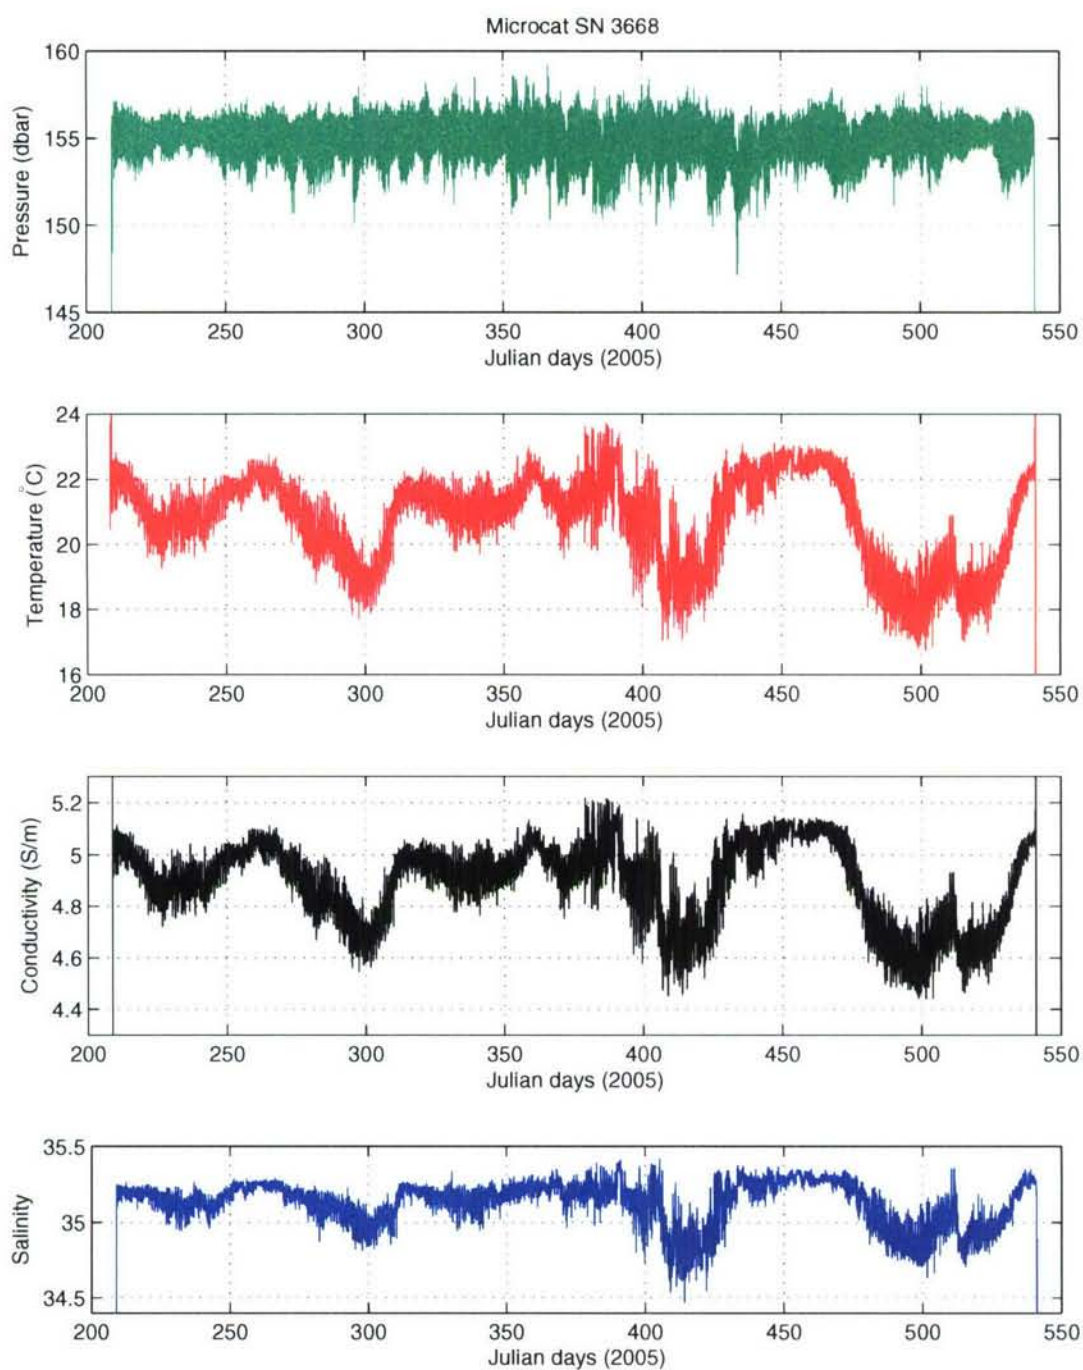 Microcat SN 3668
160
155
150
145
Pressure (dbar)
200 250 300 350 400 450 500 550
Julian days (2005)
24
22
20
18
16
Temperature (°C)
200 250 300 350 400 450 500 550
Julian days (2005)
5.2
5
4.8
4.6
4.4
Conductivity (S/m)
200 250 300 350 400 450 500 550
Julian days (2005)
35.5
35
34.5
Salinity
200 250 300 350 400 450 500 550
Julian days (2005)